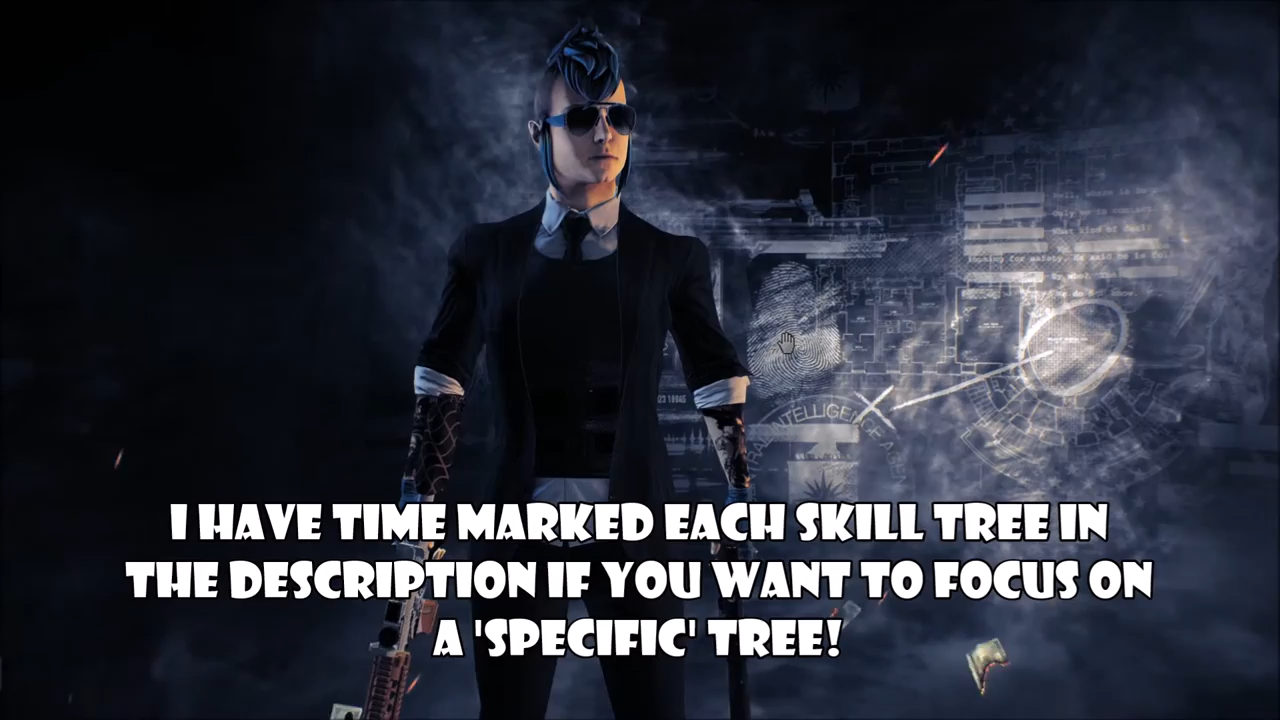 I HAVE TIME MARKED EACH SKILL TREE IN
THE DESCRIPTION IF YOU WANT TO FOCUS ON
A 'SPECIFIC' TREE!